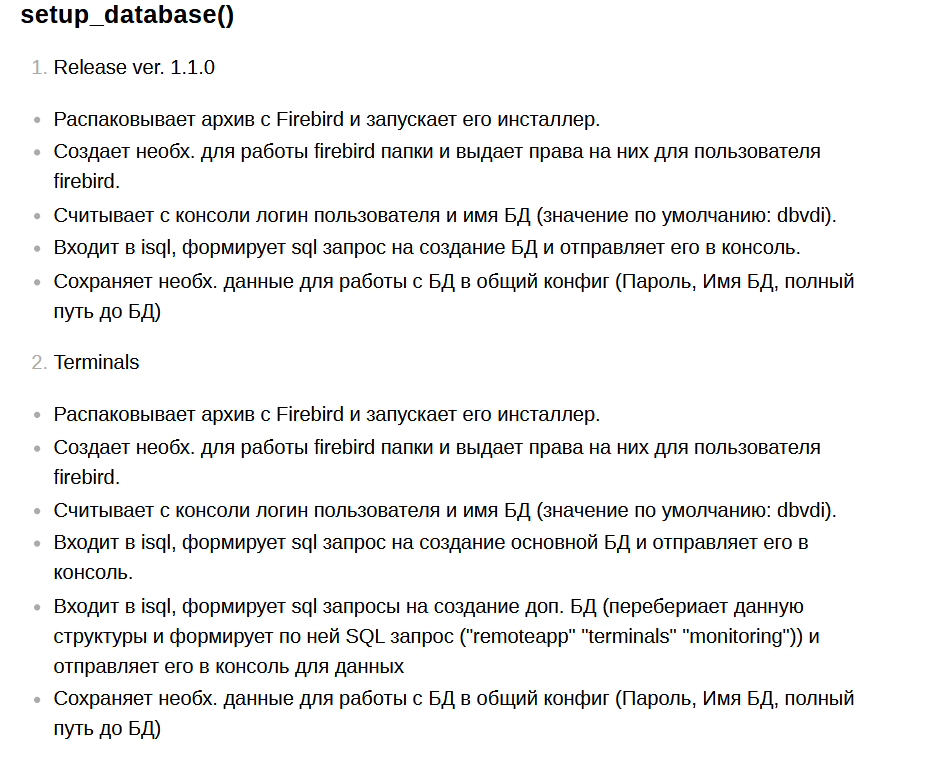 setup_database()
1. Release ver. 1.1.0
• Распаковывает архив с Firebird и запускает его инсталлер.
• Создает необх. для работы firebird папки и выдает права на них для пользователя
firebird.
• Считывает с консоли логин пользователя и имя БД (значение по умолчанию: dbvdi).
• Входит в isql, формирует sql запрос на создание БД и отправляет его в консоль.
• Сохраняет необх. данные для работы с БД в общий конфиг (Пароль, Имя БД, полный
путь до БД)
2. Terminals
• Распаковывает архив с Firebird и запускает его инсталлер.
• Создает необх. для работы firebird папки и выдает права на них для пользователя
firebird.
• Считывает с консоли логин пользователя и имя БД (значение по умолчанию: dbvdi).
• Входит в isql, формирует sql запрос на создание основной БД и отправляет его в
консоль.
• Входит в isql, формирует sql запросы на создание доп. БД (переберıает данную
структуры и формирует по ней SQL запрос ("remoteapp" "terminals" "monitoring")) и
отправляет его в консоль для данных
• Сохраняет необх. данные для работы с БД в общий конфиг (Пароль, Имя БД, полный
путь до БД)